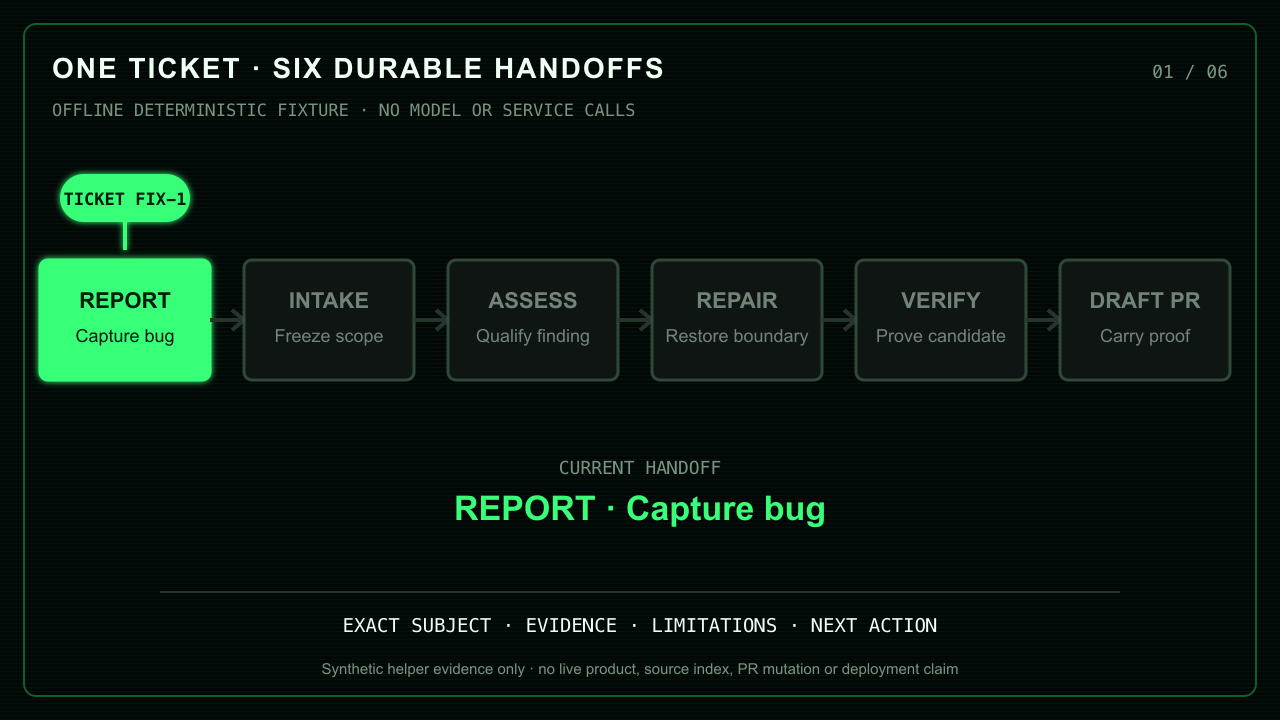 ONE TICKET · SIX DURABLE HANDOFFS
01 / 06
OFFLINE DETERMINISTIC FIXTURE · NO MODEL OR SERVICE CALLS
TICKET FIX–1
REPORT
Capture bug
INTAKE
Freeze scope
ASSESS
Qualify finding
REPAIR
Restore boundary
VERIFY
Prove candidate
DRAFT PR
Carry proof
CURRENT HANDOFF
REPORT · Capture bug
EXACT SUBJECT · EVIDENCE · LIMITATIONS · NEXT ACTION
Synthetic helper evidence only · no live product, source index, PR mutation or deployment claim